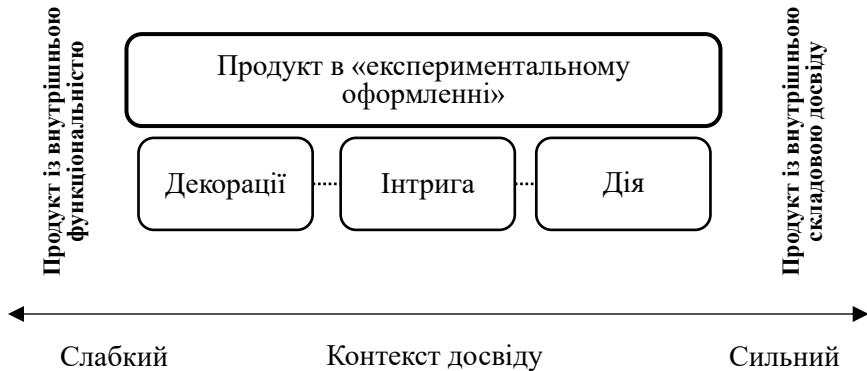 Продукт із внутрішньою
функціональністю
Продукт в «експериментальному
оформленні»
Декорації
Інтрига
Дія
Продукт із внутрішньою
складовою досвіду
Слабкий
Контекст досвіду
Сильний